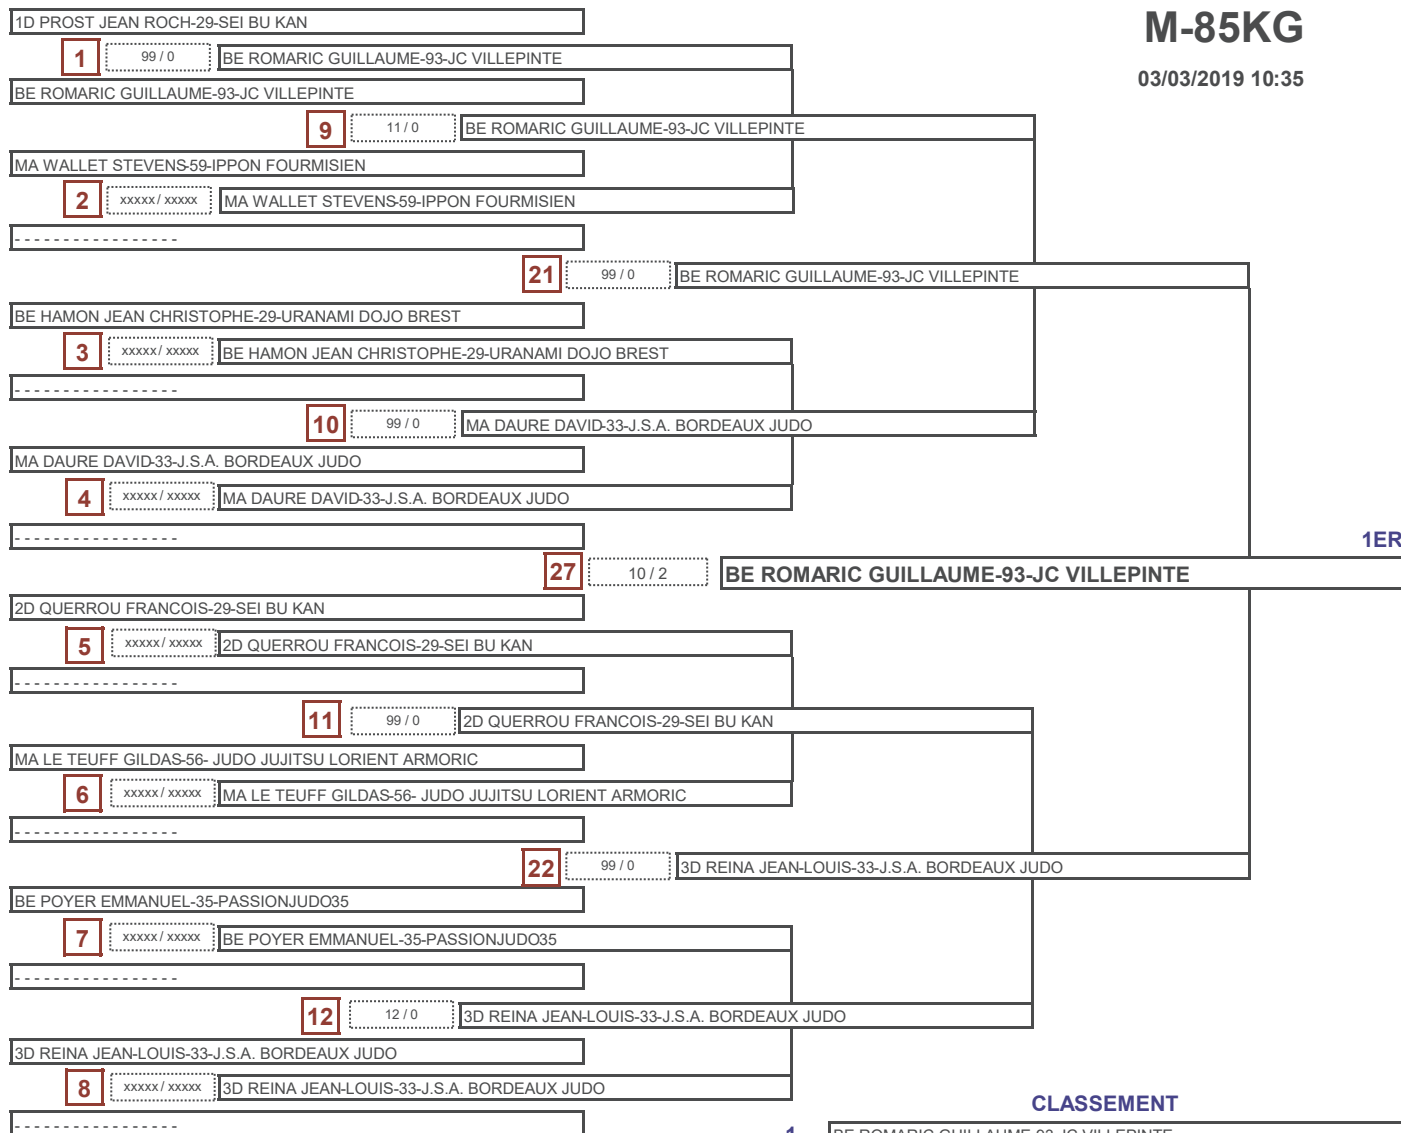 1D PROST JEAN ROCH-29-SEI BU KAN
M-85KG
1
99 / 0
BE ROMARIC GUILLAUME-93-JC VILLEPINTE
03/03/2019 10:35
BE ROMARIC GUILLAUME-93-JC VILLEPINTE
9
11 / 0
BE ROMARIC GUILLAUME-93-JC VILLEPINTE
MA WALLET STEVENS-59-IPPON FOURMISIEN
2
xxxxx / xxxxx
MA WALLET STEVENS-59-IPPON FOURMISIEN
- - - - - - - - - - - - - - - - -
21
99 / 0
BE ROMARIC GUILLAUME-93-JC VILLEPINTE
BE HAMON JEAN CHRISTOPHE-29-URANAMI DOJO BREST
3
xxxxx / xxxxx
BE HAMON JEAN CHRISTOPHE-29-URANAMI DOJO BREST
- - - - - - - - - - - - - - - - -
10
99 / 0
MA DAURE DAVID-33-J.S.A. BORDEAUX JUDO
MA DAURE DAVID-33-J.S.A. BORDEAUX JUDO
4
xxxxx / xxxxx
MA DAURE DAVID-33-J.S.A. BORDEAUX JUDO
- - - - - - - - - - - - - - - - -
1ER
27
10 / 2
BE ROMARIC GUILLAUME-93-JC VILLEPINTE
2D QUERROU FRANCOIS-29-SEI BU KAN
5
xxxxx / xxxxx
2D QUERROU FRANCOIS-29-SEI BU KAN
- - - - - - - - - - - - - - - - -
11
99 / 0
2D QUERROU FRANCOIS-29-SEI BU KAN
MA LE TEUFF GILDAS-56- JUDO JUJITSU LORIENT ARMORIC
6
xxxxx / xxxxx
MA LE TEUFF GILDAS-56- JUDO JUJITSU LORIENT ARMORIC
- - - - - - - - - - - - - - - - -
22
99 / 0
3D REINA JEAN-LOUIS-33-J.S.A. BORDEAUX JUDO
BE POYER EMMANUEL-35-PASSIONJUDO35
7
xxxxx / xxxxx
BE POYER EMMANUEL-35-PASSIONJUDO35
- - - - - - - - - - - - - - - - -
12
12 / 0
3D REINA JEAN-LOUIS-33-J.S.A. BORDEAUX JUDO
3D REINA JEAN-LOUIS-33-J.S.A. BORDEAUX JUDO
8
xxxxx / xxxxx
3D REINA JEAN-LOUIS-33-J.S.A. BORDEAUX JUDO
CLASSEMENT
- - - - - - - - - - - - - - - - -
1
BE ROMARIC GUILLAUME-93-JC VILLEPINTE